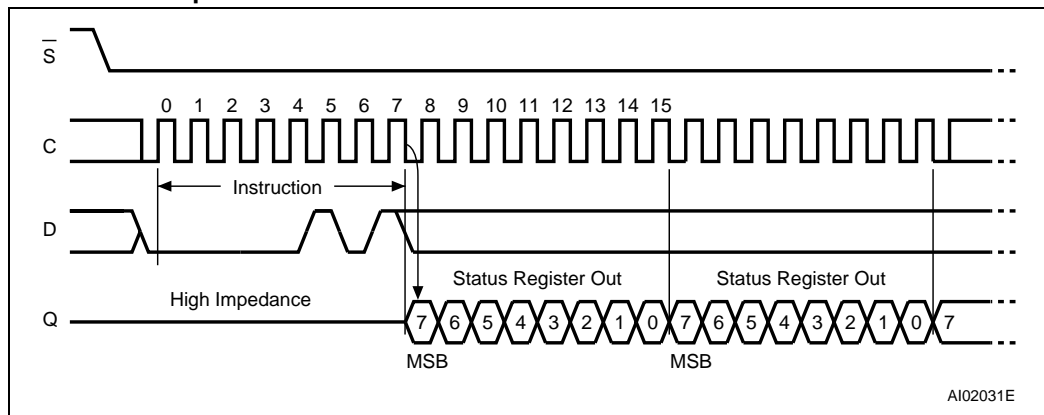 S
0 1 2 3 4 5 6 7 8 9 10 11 12 13 14 15
C
Instruction
D
Status Register Out Status Register Out
High Impedance
Q 7 6 5 4 3 2 1 0 7 6 5 4 3 2 1 0 7
MSB MSB
AI02031E